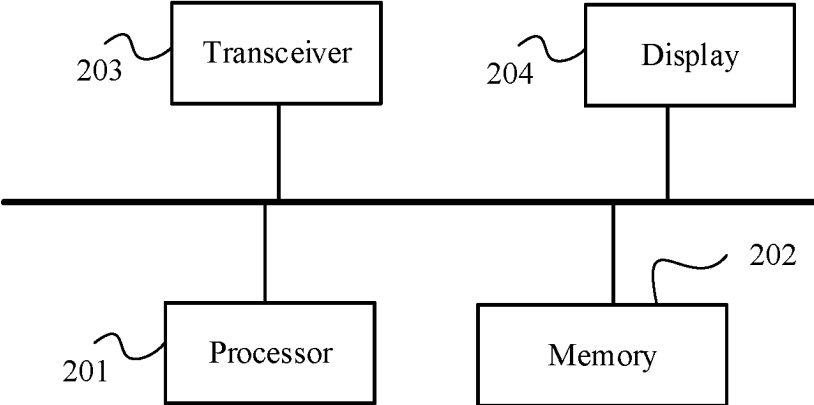 Transceiver
203
Display
204
202
Processor
201
Memory